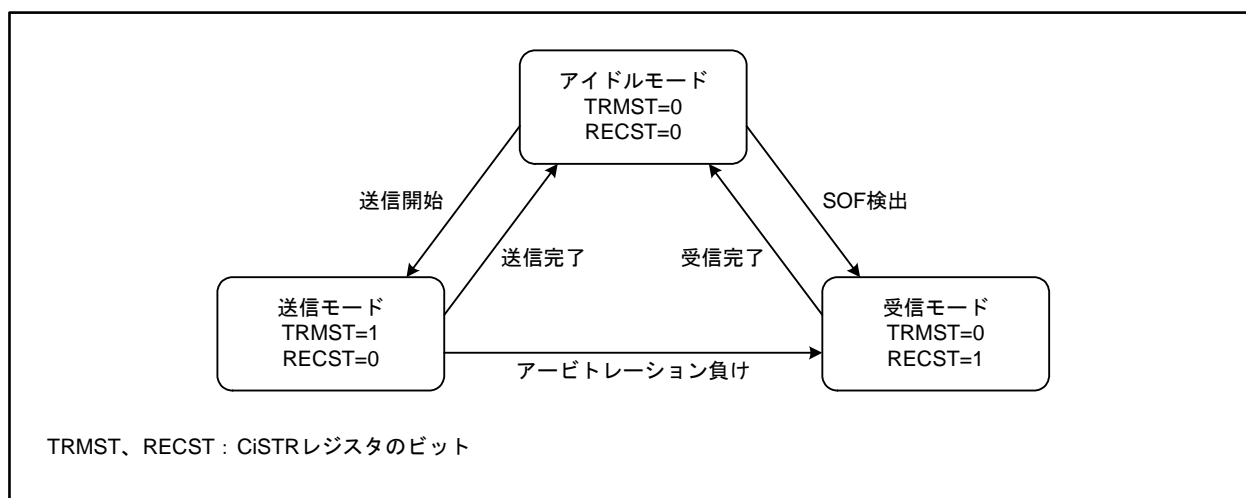 アイドルモード
TRMST=0
RECST=0
送信開始
SOF検出
送信完了
受信完了
送信モード
TRMST=1
RECST=0
受信モード
TRMST=0
RECST=1
アービトレーション負け
TRMST、RECST : CiSTRレジスタのビット